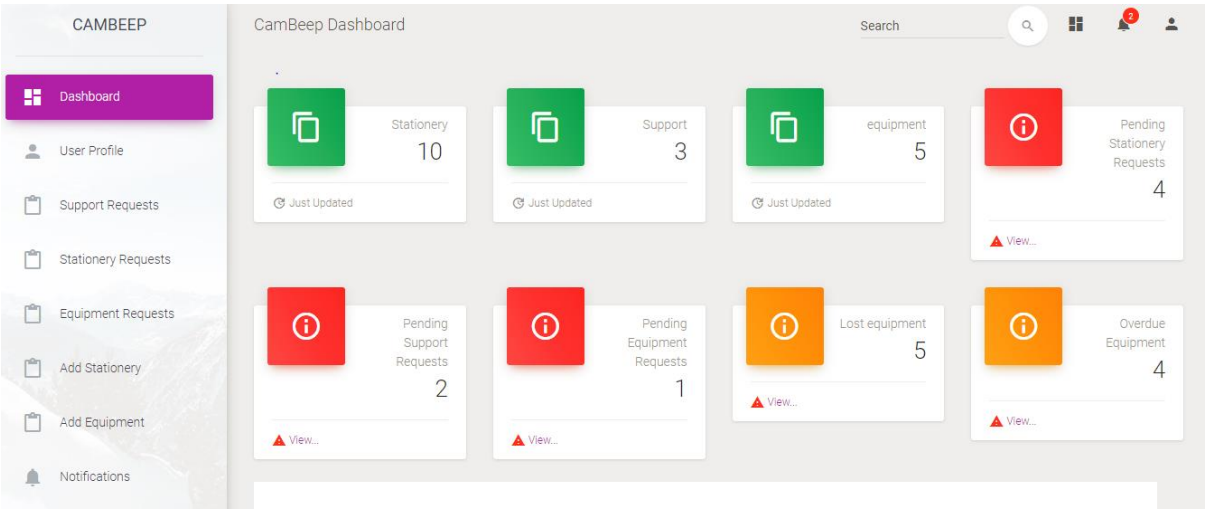 CAMBEEP
Dashboard
User Profile
Support Requests
Stationery Requests
Equipment Requests
Add Stationery
Add Equipment
Notifications
CamBeep Dashboard
Search
2
Stationery
10
Just Updated
Support
3
Just Updated
equipment
5
Just Updated
Pending
Stationery
Requests
4
View...
Pending
Support
Requests
2
View...
Pending
Equipment
Requests
1
View...
Lost equipment
5
View...
Overdue
Equipment
4
View...